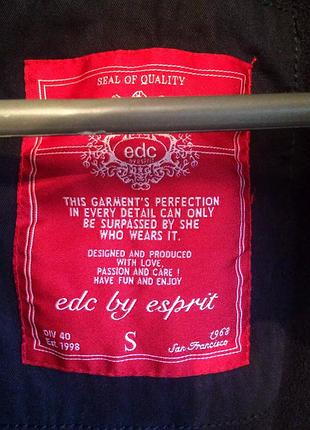 SEAL OF QUALITY
edc
THIS GARMENT'S PERFECTION
IN EVERY DETAIL CAN ONLY
BE SURPASSED BY SHE
WHO WEARS IT.
DESIGNED AND PRODUCED
WITH LOVE,
PASSION AND CARE !
HAVE FUN AND ENJOY
edc by esprit
DIV 40
Est. 1998
S
1968
San Francisco